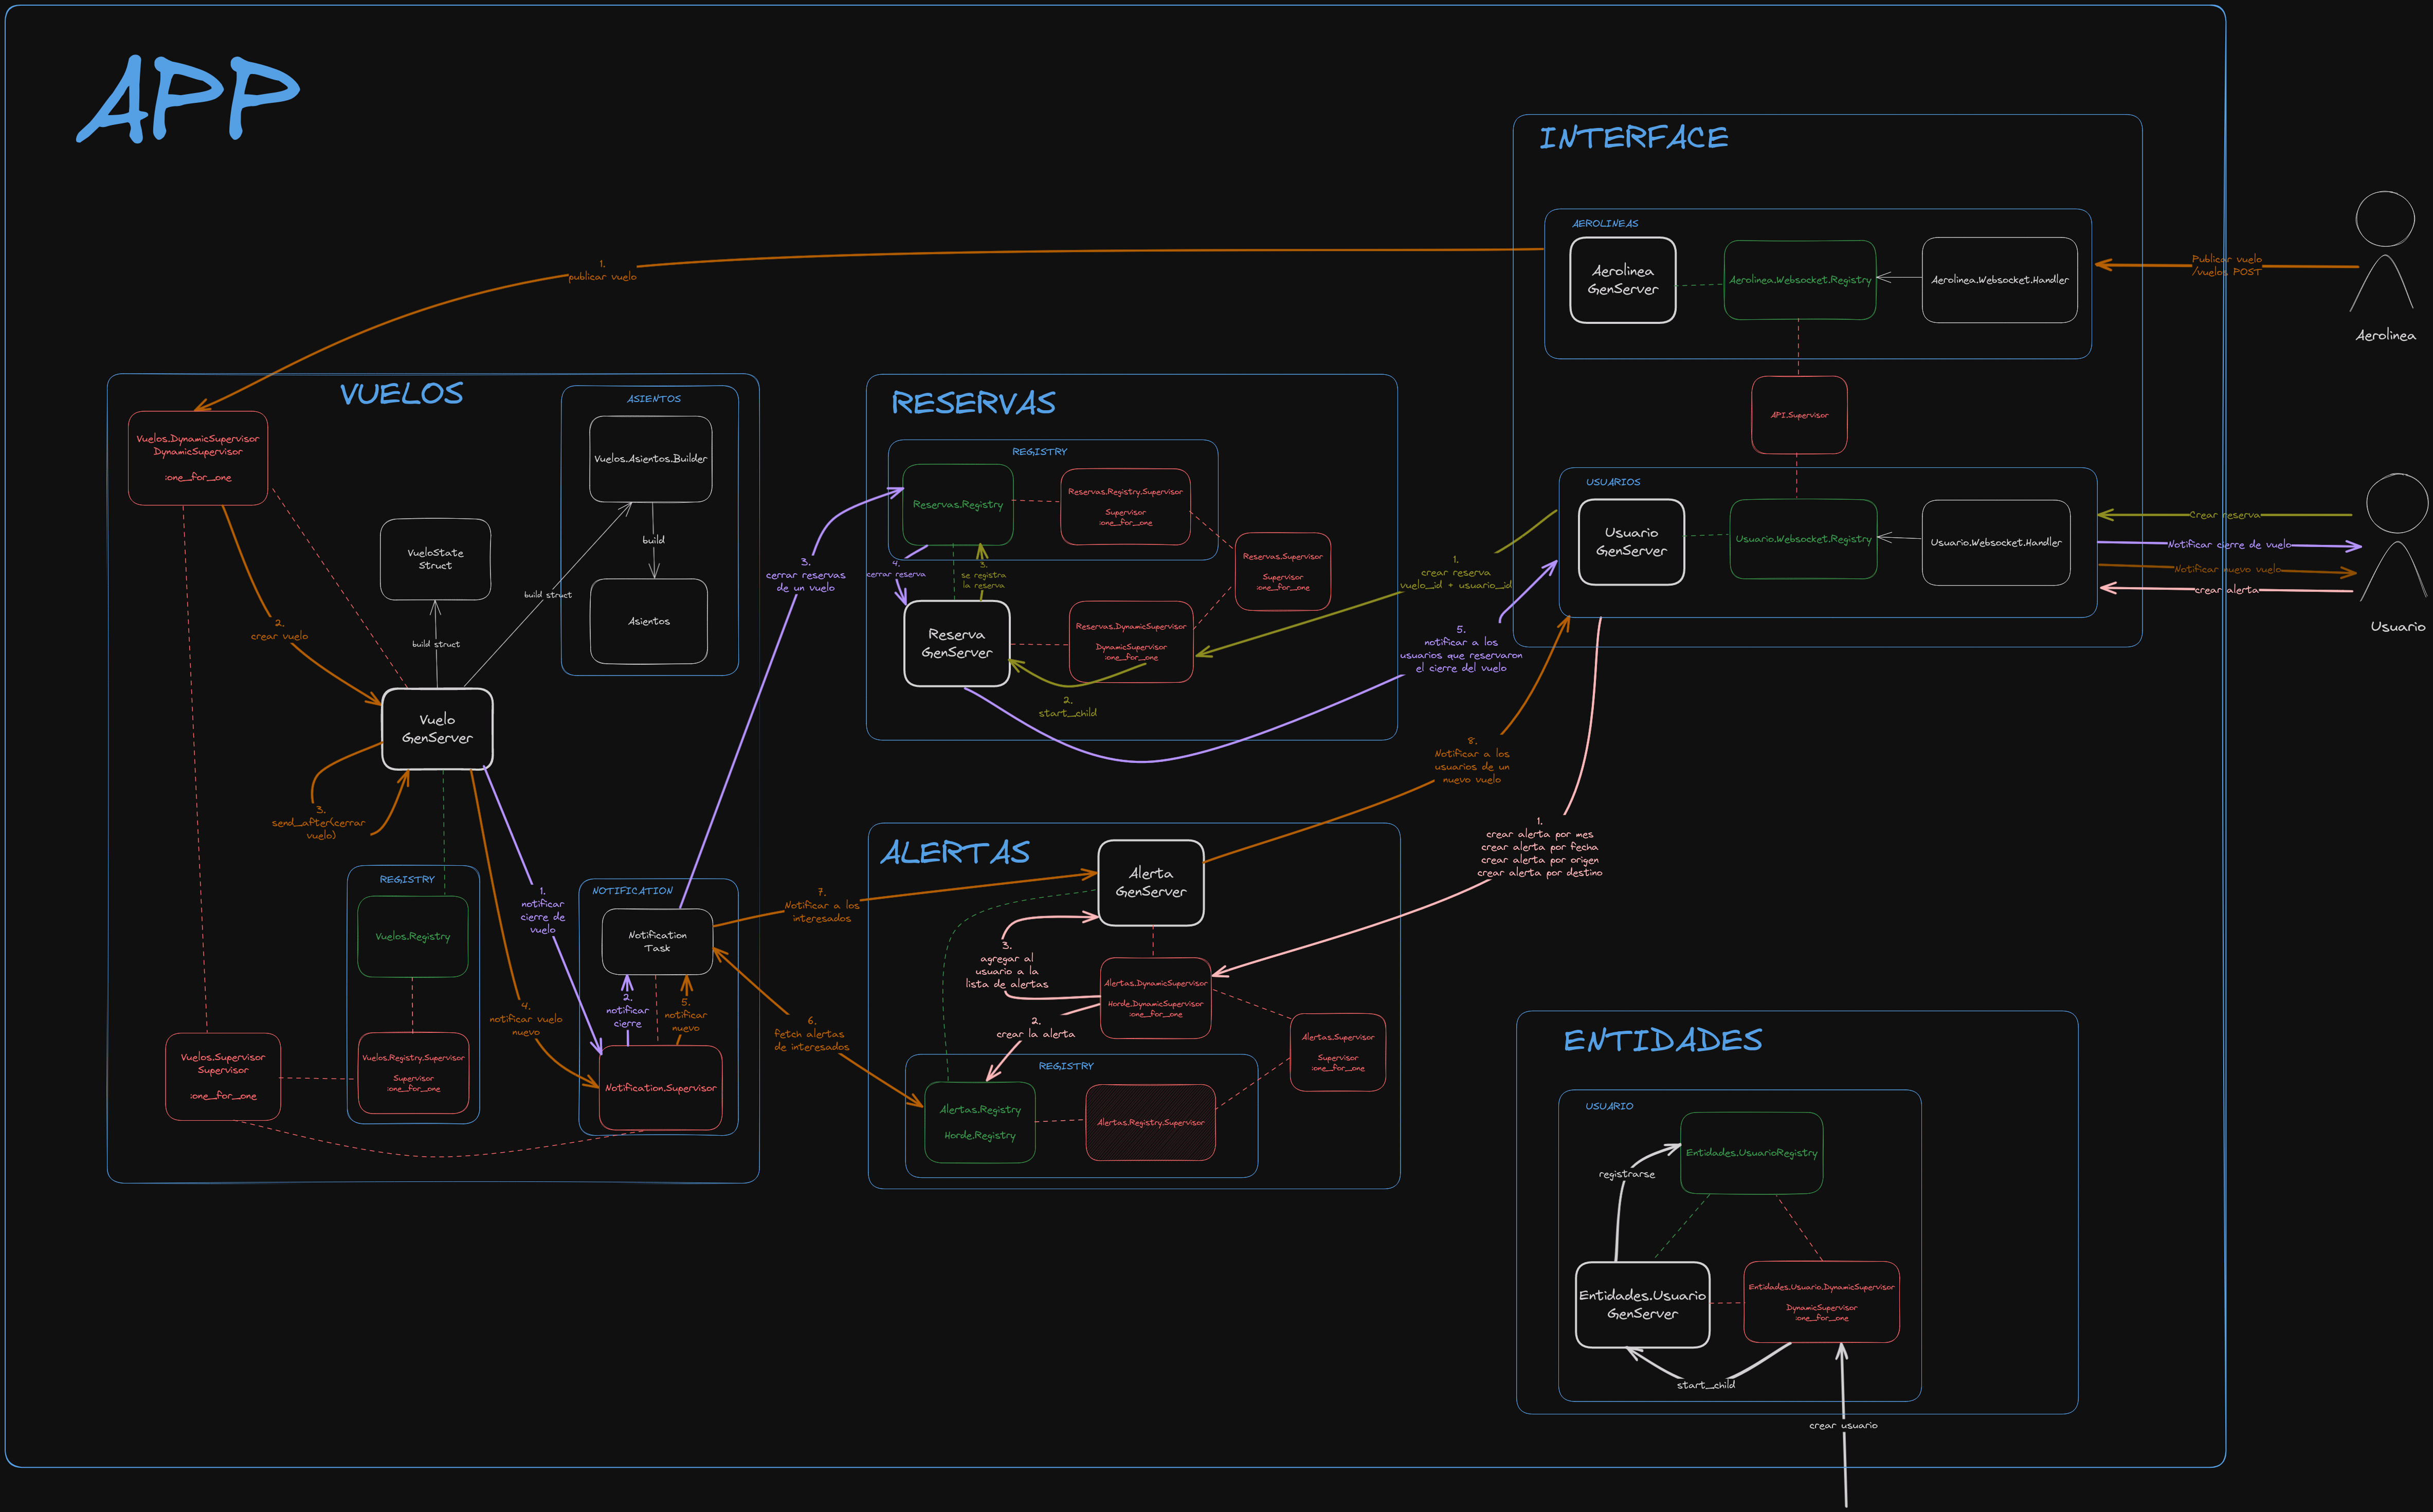 APP
INTERFACE
AEROLINEAS
Aerolinea
GenServer
Aerolinea.Websocket.Registry
Aerolinea.Websocket.Handler
Publicar vuelo
/vuelos POST
Aerolinea
API.Supervisor
USUARIOS
Usuario
GenServer
Usuario.Websocket.Registry
Usuario.Websocket.Handler
Crear reserva
Notificar cierre de vuelo
Notificar nuevo vuelo
crear alerta
Usuario
1.
publicar vuelo
VUELOS
Vuelos.DynamicSupervisor
DynamicSupervisor
:one_for_one
ASIENTOS
Vuelos.Asientos.Builder
build
Asientos
VueloState
Struct
build struct
build struct
2.
crear vuelo
Vuelo
GenServer
3.
send_after(cerrar
vuelo)
REGISTRY
Vuelos.Registry
Vuelos.Registry.Supervisor
Supervisor
:one_for_one
Vuelos.Supervisor
Supervisor
:one_for_one
1.
notificar
cierre de
vuelo
4.
notificar vuelo
nuevo
NOTIFICATION
Notification
Task
2.
notificar
cierre
5.
notificar
nuevo
Notification.Supervisor
RESERVAS
REGISTRY
Reservas.Registry
Reservas.Registry.Supervisor
Supervisor
:one_for_one
Reservas.Supervisor
Supervisor
:one_for_one
3.
cerrar reservas
de un vuelo
4.
cerrar reserva
3.
se registra
la reserva
Reserva
GenServer
Reservas.DynamicSupervisor
DynamicSupervisor
:one_for_one
2.
start_child
1.
crear reserva
vuelo_id + usuario_id
5.
notificar a los
usuarios que reservaron
el cierre del vuelo
8.
Notificar a los
usuarios de un
nuevo vuelo
1.
crear alerta por mes
crear alerta por fecha
crear alerta por origen
crear alerta por destino
ALERTAS
Alerta
GenServer
7.
Notificar a los
interesados
3.
agregar al
usuario a la
lista de alertas
Alertas.DynamicSupervisor
Horde.DynamicSupervisor
:one_for_one
6.
fetch alertas
de interesados
2.
crear la alerta
Alertas.Supervisor
Supervisor
:one_for_one
REGISTRY
Alertas.Registry
Horde.Registry
Alertas.Registry.Supervisor
ENTIDADES
USUARIO
Entidades.UsuarioRegistry
registrarse
Entidades.Usuario
GenServer
Entidades.Usuario.DynamicSupervisor
DynamicSupervisor
:one_for_one
start_child
crear usuario